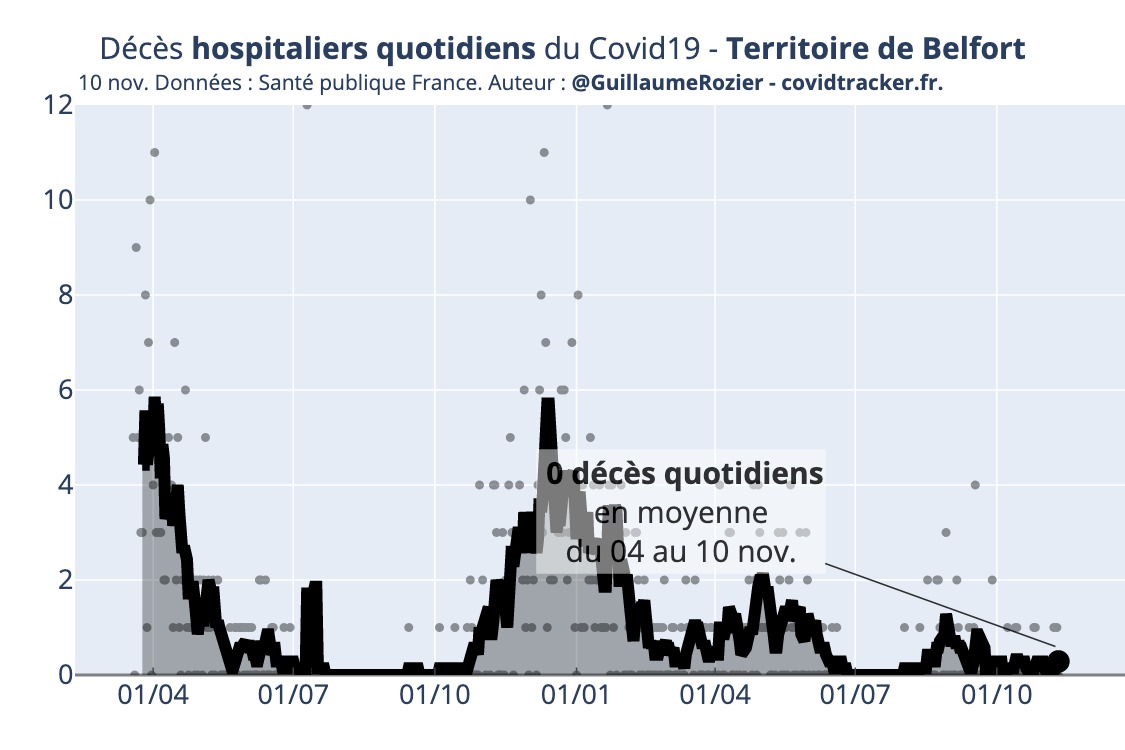 Décès hospitaliers quotidiens du Covid19 - Territoire de Belfort
10 nov. Données : Santé publique France. Auteur : @GuillaumeRozier - covidtracker.fr.
12
10
8
6
4
2
0
0 décès quotidiens
en moyenne
du 04 au 10 nov.
01/04 01/07 01/10 01/01 01/04 01/07 01/10